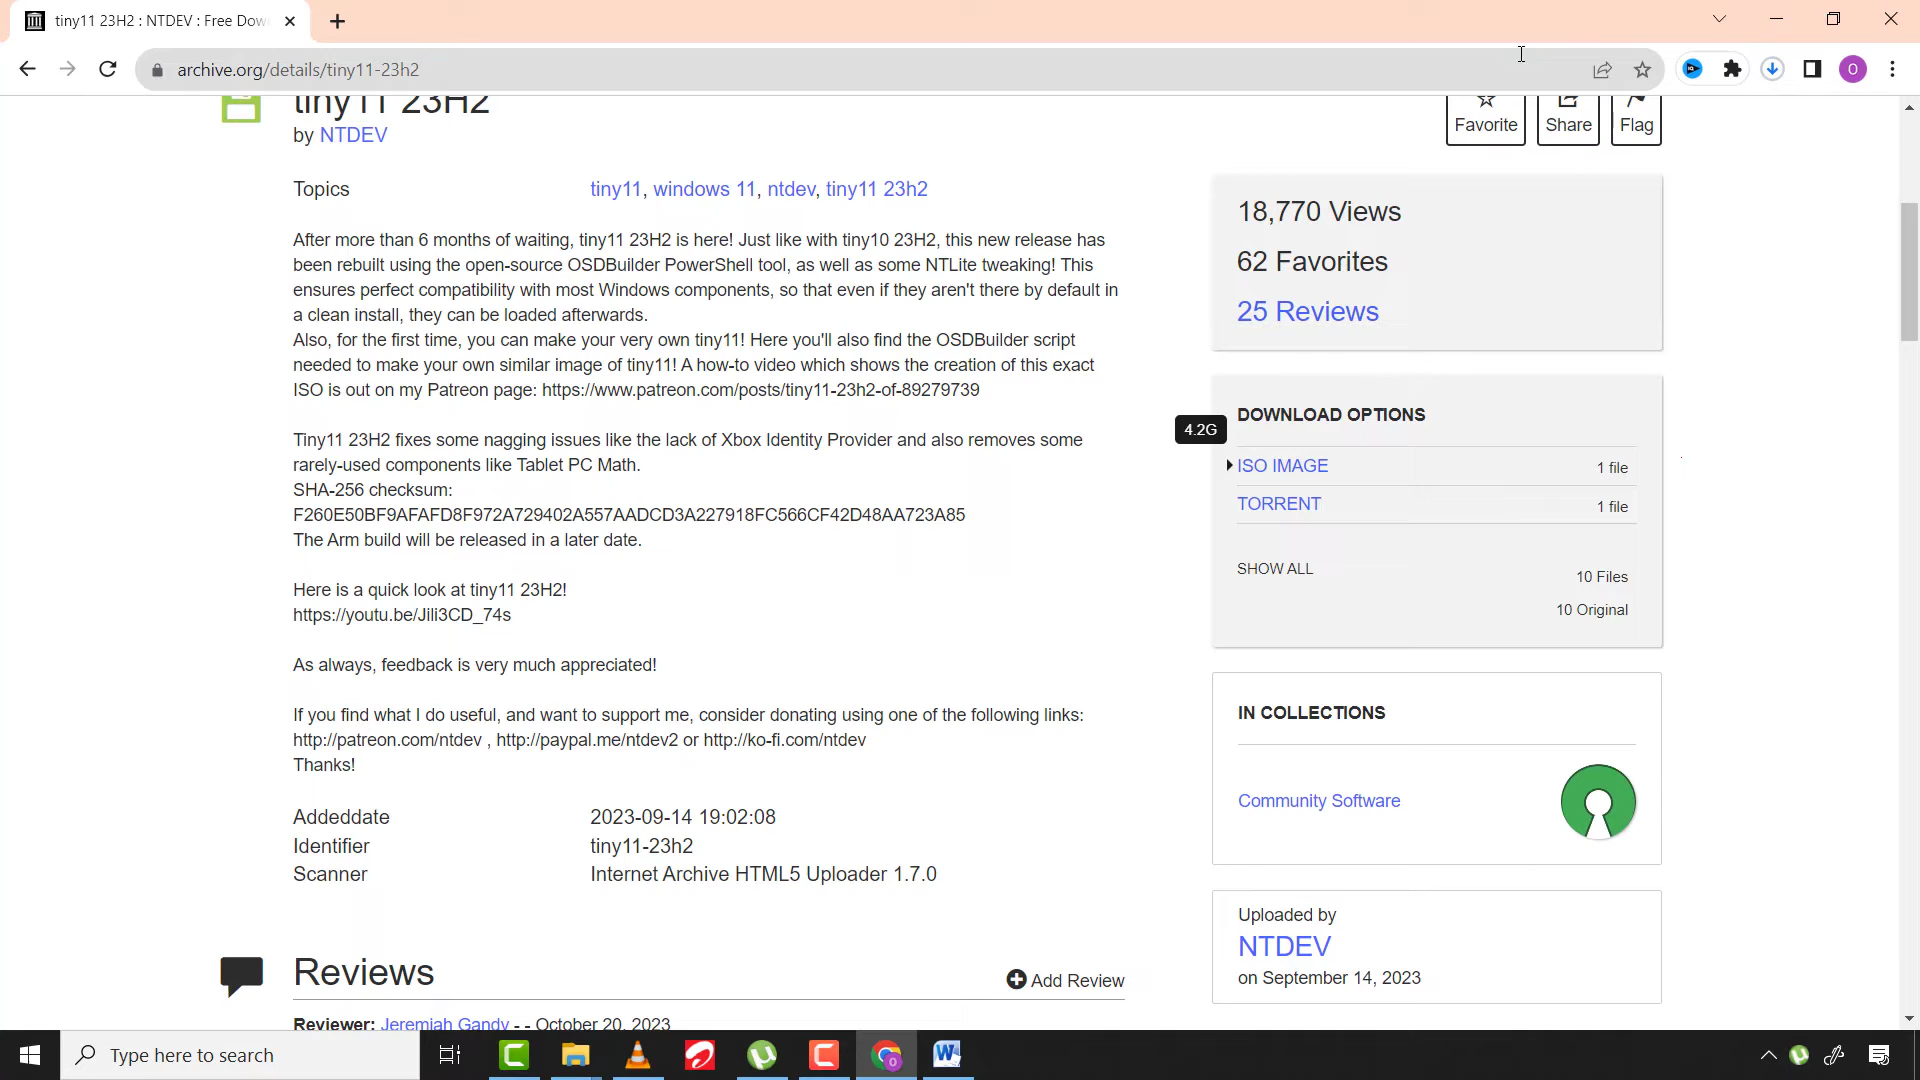 tiny11 23H2 : NTDEV : Free Dow
archive.org/details/tiny11-23h2
O
tiny11 23H2
by NTDEV
Favorite
Share
Flag
Topics tiny11, windows 11, ntdev, tiny11 23h2
After more than 6 months of waiting, tiny11 23H2 is here! Just like with tiny10 23H2, this new release has
been rebuilt using the open-source OSDBuilder PowerShell tool, as well as some NTLite tweaking! This
ensures perfect compatibility with most Windows components, so that even if they aren't there by default in
a clean install, they can be loaded afterwards.
Also, for the first time, you can make your very own tiny11! Here you'll also find the OSDBuilder script
needed to make your own similar image of tiny11! A how-to video which shows the creation of this exact
ISO is out on my Patreon page: https://www.patreon.com/posts/tiny11-23h2-of-89279739
Tiny11 23H2 fixes some nagging issues like the lack of Xbox Identity Provider and also removes some
rarely-used components like Tablet PC Math.
SHA-256 checksum:
F260E50BF9AFAFD8F972A729402A557AADCD3A227918FC566CF42D48AA723A85
The Arm build will be released in a later date.
Here is a quick look at tiny11 23H2!
https://youtu.be/Jili3CD_74s
As always, feedback is very much appreciated!
If you find what I do useful, and want to support me, consider donating using one of the following links:
http://patreon.com/ntdev , http://paypal.me/ntdev2 or http://ko-fi.com/ntdev
Thanks!
Addeddate 2023-09-14 19:02:08
Identifier tiny11-23h2
Scanner Internet Archive HTML5 Uploader 1.7.0
Reviews
Add Review
Reviewer: Jeremiah Gandy - - October 20, 2023
18,770 Views
62 Favorites
25 Reviews
DOWNLOAD OPTIONS
4.2G
ISO IMAGE 1 file
TORRENT 1 file
SHOW ALL
10 Files
10 Original
IN COLLECTIONS
Community Software
Uploaded by
NTDEV
on September 14, 2023
Type here to search